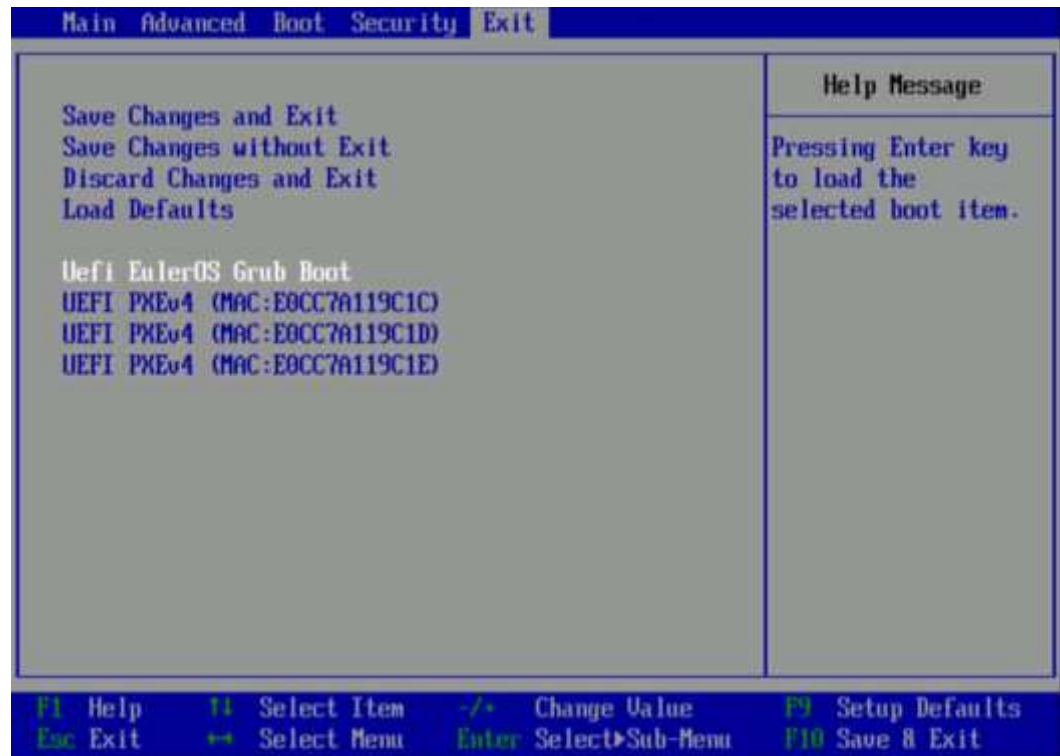 Main Advanced Boot Security Exit
Save Changes and Exit
Save Changes without Exit
Discard Changes and Exit
Load Defaults
Uefi EulerOS Grub Boot
UEFI PXEv4 (MAC:E0CC7A119C1C)
UEFI PXEv4 (MAC:E0CC7A119C1D)
UEFI PXEv4 (MAC:E0CC7A119C1E)
Help Message
Pressing Enter key
to load the
selected boot item.
F1 Help ↑↓ Select Item -/+ Change Value F9 Setup Defaults
Esc Exit ←→ Select Menu Enter Select▶Sub-Menu F10 Save & Exit